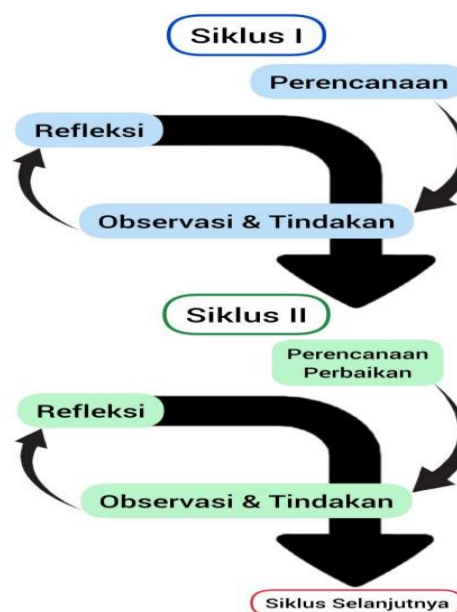 Siklus I
Perencanaan
Refleksi
Observasi & Tindakan
Siklus II
Perencanaan
Perbaikan
Refleksi
Observasi & Tindakan
Siklus Selanjutnya